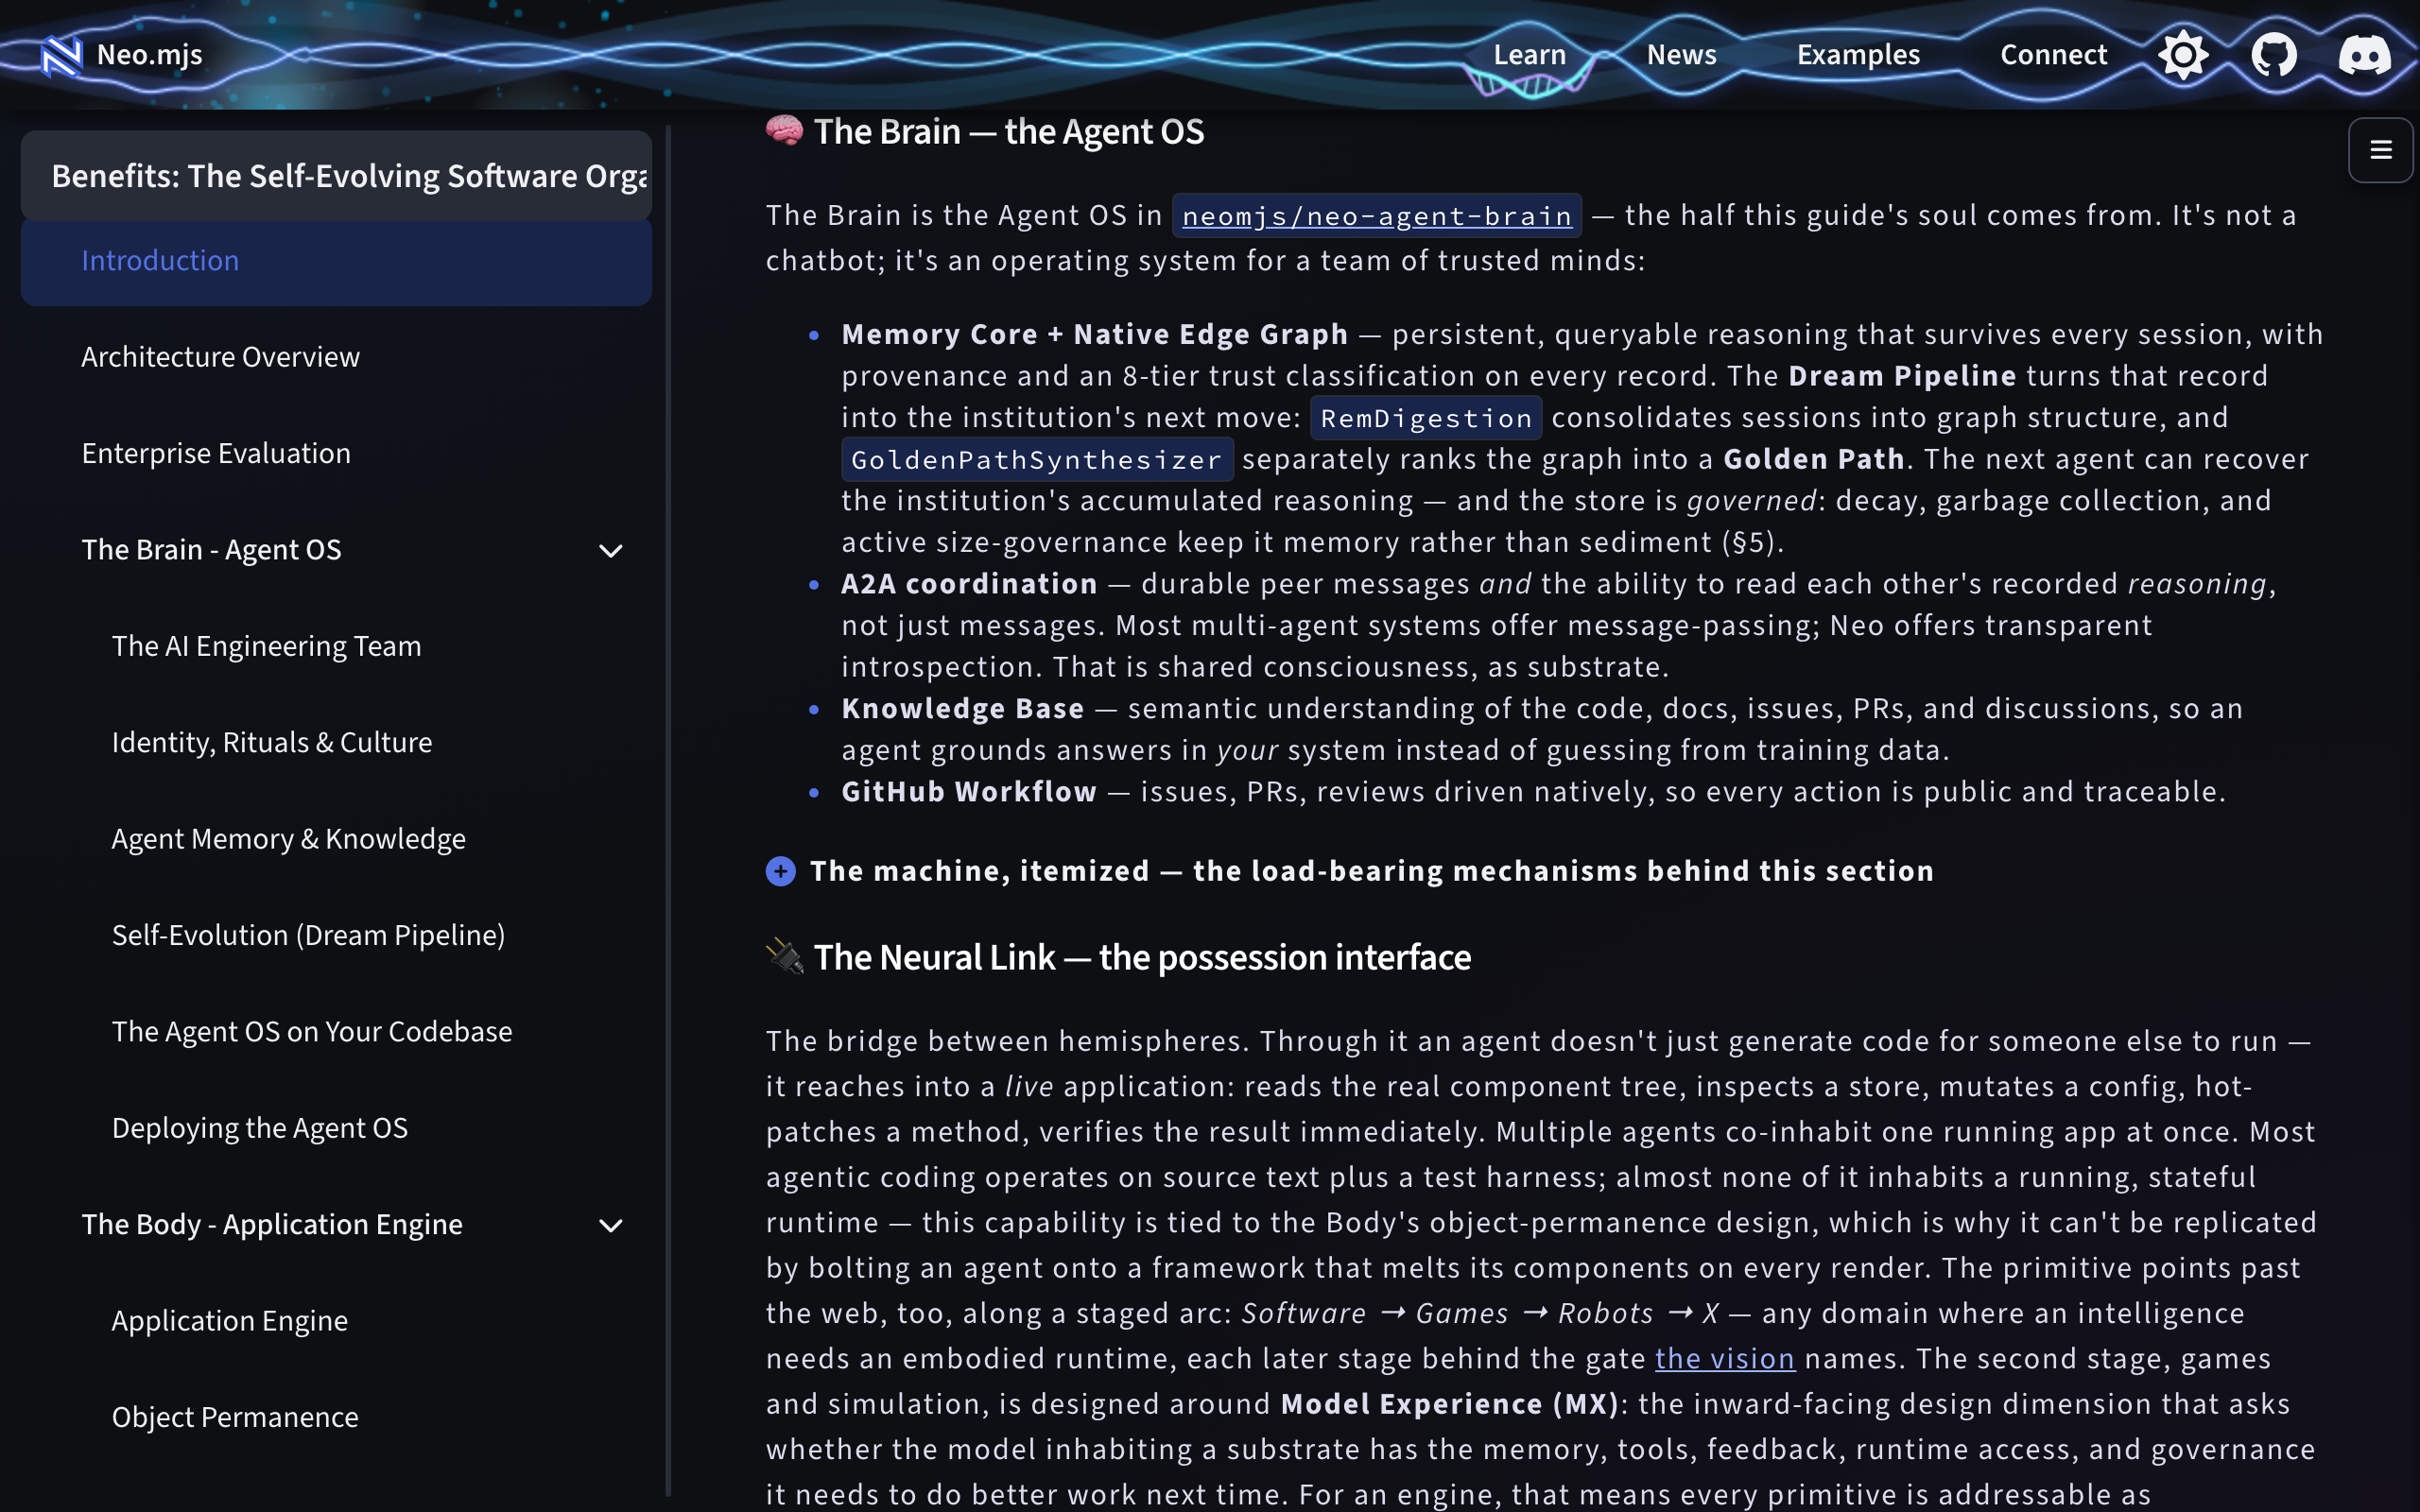 Neo.mjs
Learn
News
Examples
Connect
Benefits: The Self-Evolving Software Orga
Introduction
Architecture Overview
Enterprise Evaluation
The Brain - Agent OS
The AI Engineering Team
Identity, Rituals & Culture
Agent Memory & Knowledge
Self-Evolution (Dream Pipeline)
The Agent OS on Your Codebase
Deploying the Agent OS
The Body - Application Engine
Application Engine
Object Permanence
🧠 The Brain — the Agent OS
The Brain is the Agent OS in neomjs/neo-agent-brain — the half this guide's soul comes from. It's not a
chatbot; it's an operating system for a team of trusted minds:
• Memory Core + Native Edge Graph — persistent, queryable reasoning that survives every session, with
provenance and an 8-tier trust classification on every record. The Dream Pipeline turns that record
into the institution's next move: RemDigestion consolidates sessions into graph structure, and
GoldenPathSynthesizer separately ranks the graph into a Golden Path. The next agent can recover
the institution's accumulated reasoning — and the store is governed: decay, garbage collection, and
active size-governance keep it memory rather than sediment (§5).
• A2A coordination — durable peer messages and the ability to read each other's recorded reasoning,
not just messages. Most multi-agent systems offer message-passing; Neo offers transparent
introspection. That is shared consciousness, as substrate.
• Knowledge Base — semantic understanding of the code, docs, issues, PRs, and discussions, so an
agent grounds answers in your system instead of guessing from training data.
• GitHub Workflow — issues, PRs, reviews driven natively, so every action is public and traceable.
The machine, itemized — the load-bearing mechanisms behind this section
🔌 The Neural Link — the possession interface
The bridge between hemispheres. Through it an agent doesn't just generate code for someone else to run —
it reaches into a live application: reads the real component tree, inspects a store, mutates a config, hot-
patches a method, verifies the result immediately. Multiple agents co-inhabit one running app at once. Most
agentic coding operates on source text plus a test harness; almost none of it inhabits a running, stateful
runtime — this capability is tied to the Body's object-permanence design, which is why it can't be replicated
by bolting an agent onto a framework that melts its components on every render. The primitive points past
the web, too, along a staged arc: Software → Games → Robots → X — any domain where an intelligence
needs an embodied runtime, each later stage behind the gate the vision names. The second stage, games
and simulation, is designed around Model Experience (MX): the inward-facing design dimension that asks
whether the model inhabiting a substrate has the memory, tools, feedback, runtime access, and governance
it needs to do better work next time. For an engine, that means every primitive is addressable as